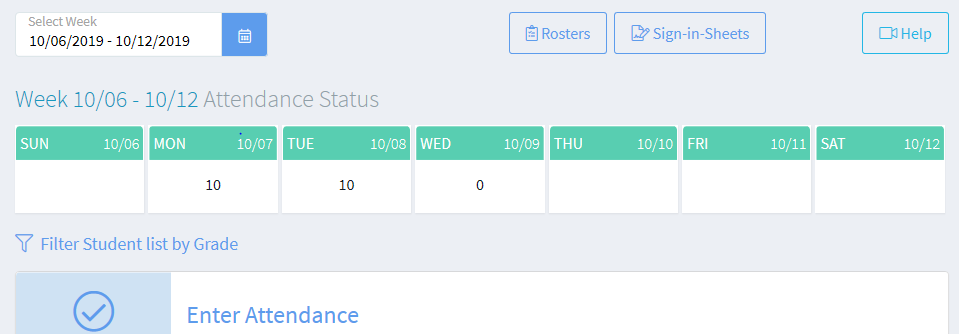 Select Week
10/06/2019 - 10/12/2019
Rosters
Sign-in-Sheets
Help
Week 10/06 - 10/12 Attendance Status
SUN 10/06 MON 10/07 TUE 10/08 WED 10/09 THU 10/10 FRI 10/11 SAT 10/12
10 10 0
Filter Student list by Grade
Enter Attendance